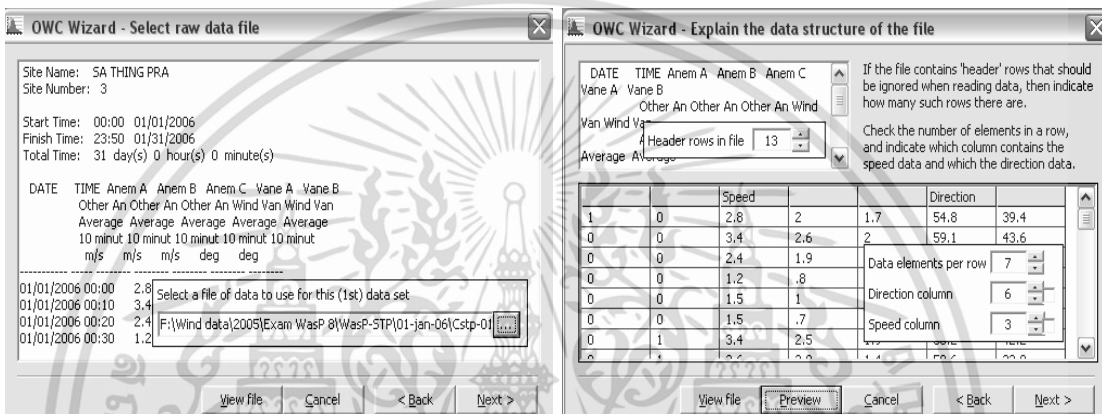 OWC Wizard - Select raw data file
Site Name: SA THING PRA
Site Number: 3
Start Time: 00:00 01/01/2006
Finish Time: 23:50 01/31/2006
Total Time: 31 day(s) 0 hour(s) 0 minute(s)
DATE TIME Anem A Anem B Anem C Vane A Vane B
Other An Other An Other An Wind Van Wind Van
Average Average Average Average Average
10 minut 10 minut 10 minut 10 minut 10 minut
m/s m/s m/s deg deg
---------- ----- -------- -------- -------- -------- --------
01/01/2006 00:00 2.8
01/01/2006 00:10 3.4
01/01/2006 00:20 2.4
01/01/2006 00:30 1.2
Select a file of data to use for this (1st) data set
F:\Wind data\2005\Exam WasP 8\WasP-STP\01-jan-06\Cstp-01
...
View file Cancel < Back Next >
OWC Wizard - Explain the data structure of the file
DATE TIME Anem A Anem B Anem C
Vane A Vane B
Other An Other An Other An Wind
Van Wind Van
Average Average
Header rows in file 13
If the file contains 'header' rows that should
be ignored when reading data, then indicate
how many such rows there are.
Check the number of elements in a row,
and indicate which column contains the
speed data and which the direction data.
Speed Direction
1 0 2.8 2 1.7 54.8 39.4
0 0 3.4 2.6 2 59.1 43.6
0 0 2.4 1.9
0 0 1.2 .8
0 0 1.5 1
0 0 1.5 .7
0 1 3.4 2.5
Data elements per row 7
Direction column 6
Speed column 3
View file Preview Cancel < Back Next >